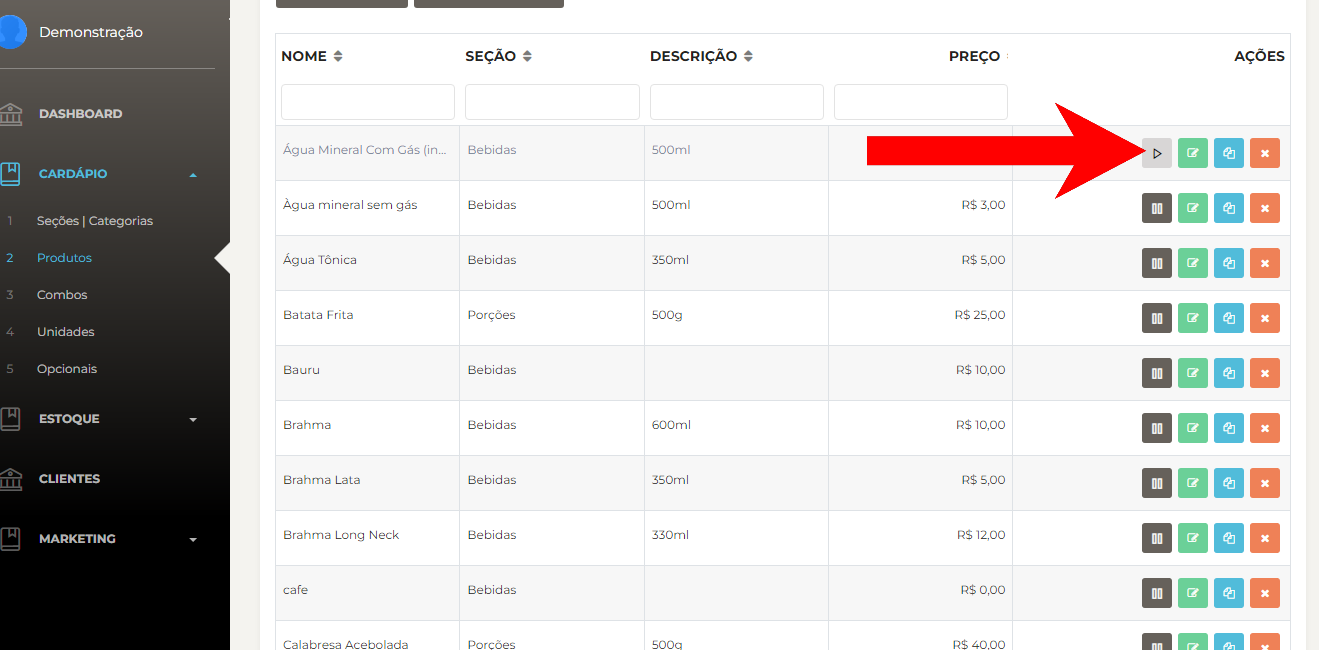 Demonstração
DASHBOARD
CARDÁPIO
1 Seções | Categorias
2 Produtos
3 Combos
4 Unidades
5 Opcionais
ESTOQUE
CLIENTES
MARKETING
NOME SEÇÃO DESCRIÇÃO PREÇO AÇÕES
Água Mineral Com Gás (in... Bebidas 500ml
Àgua mineral sem gás Bebidas 500ml R$ 3,00
Água Tônica Bebidas 350ml R$ 5,00
Batata Frita Porções 500g R$ 25,00
Bauru Bebidas R$ 10,00
Brahma Bebidas 600ml R$ 10,00
Brahma Lata Bebidas 350ml R$ 5,00
Brahma Long Neck Bebidas 330ml R$ 12,00
cafe Bebidas R$ 0,00
Calabresa Acebolada Porções 500g R$ 40,00